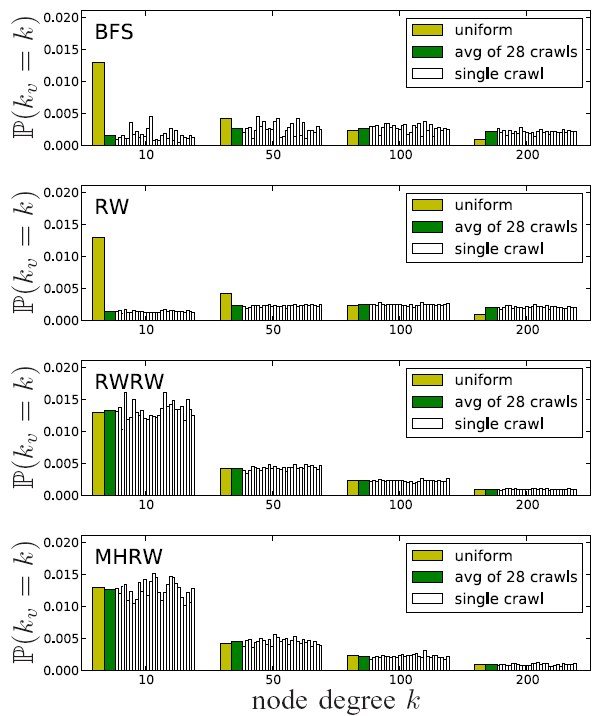 BFS
uniform
avg of 28 crawls
single crawl
0.020
0.015
0.010
0.005
0.000
ℙ(k_v = k)
10 50 100 200
RW
uniform
avg of 28 crawls
single crawl
0.020
0.015
0.010
0.005
0.000
ℙ(k_v = k)
10 50 100 200
RWRW
uniform
avg of 28 crawls
single crawl
0.020
0.015
0.010
0.005
0.000
ℙ(k_v = k)
10 50 100 200
MHRW
uniform
avg of 28 crawls
single crawl
0.020
0.015
0.010
0.005
0.000
ℙ(k_v = k)
10 50 100 200
node degree k